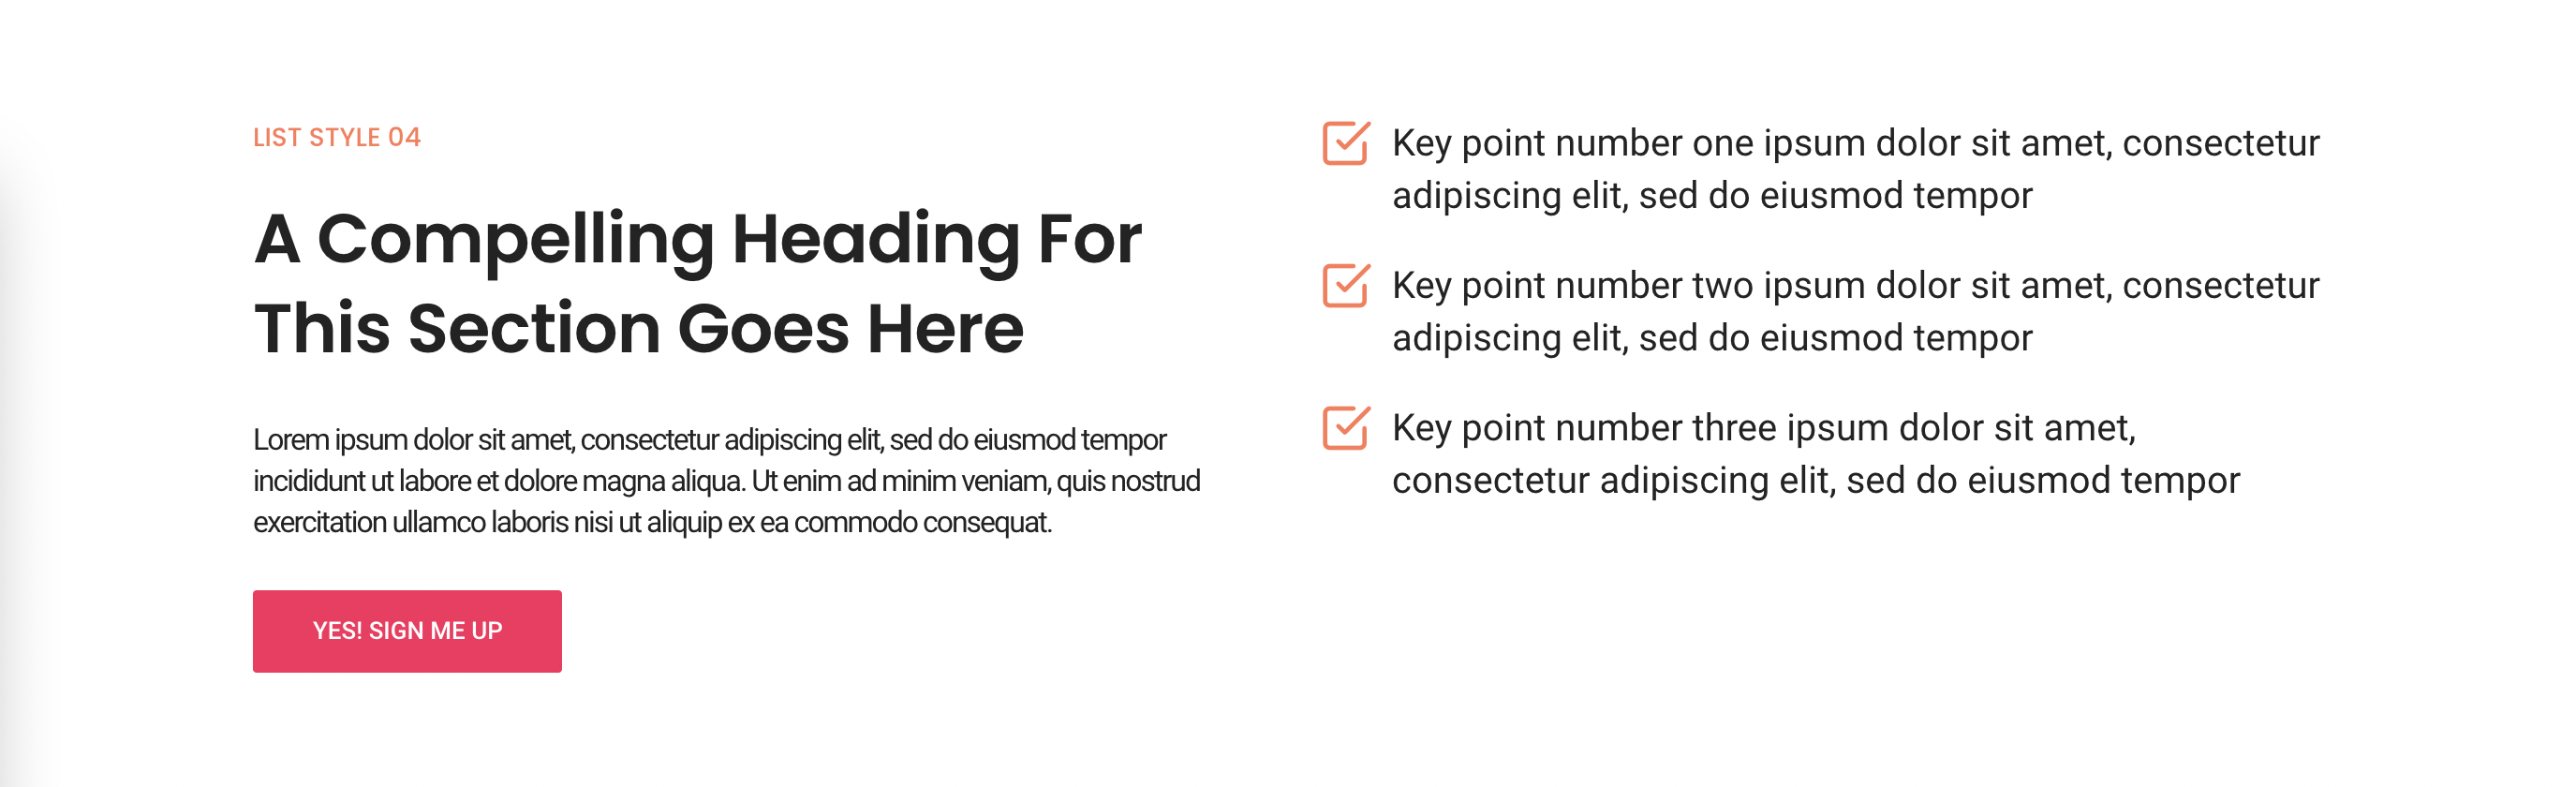 LIST STYLE 04
A Compelling Heading For
This Section Goes Here
Lorem ipsum dolor sit amet, consectetur adipiscing elit, sed do eiusmod tempor
incididunt ut labore et dolore magna aliqua. Ut enim ad minim veniam, quis nostrud
exercitation ullamco laboris nisi ut aliquip ex ea commodo consequat.
YES! SIGN ME UP
Key point number one ipsum dolor sit amet, consectetur
adipiscing elit, sed do eiusmod tempor
Key point number two ipsum dolor sit amet, consectetur
adipiscing elit, sed do eiusmod tempor
Key point number three ipsum dolor sit amet,
consectetur adipiscing elit, sed do eiusmod tempor